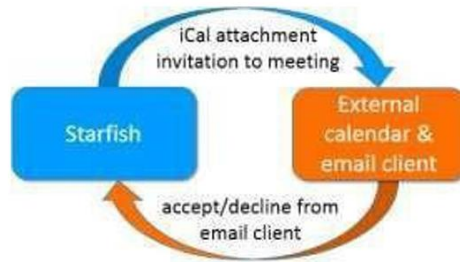 iCal attachment
invitation to meeting
Starfish
External
calendar &
email client
accept/decline from
email client